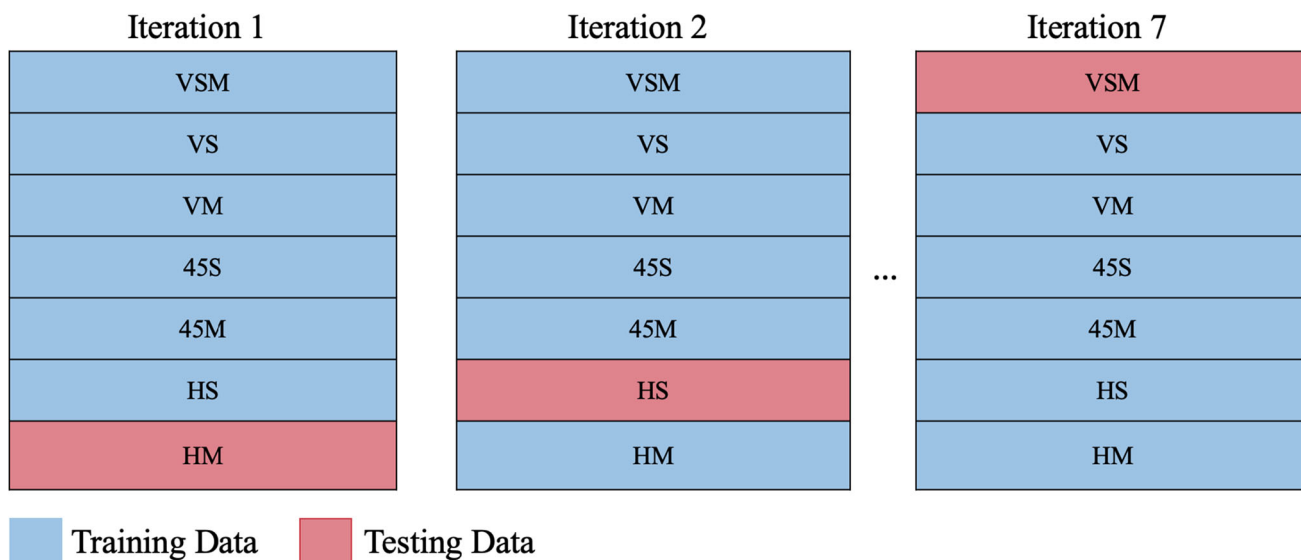 Iteration 1
VSM
VS
VM
45S
45M
HS
HM
Iteration 2
VSM
VS
VM
45S
45M
HS
HM
...
Iteration 7
VSM
VS
VM
45S
45M
HS
HM
Training Data
Testing Data